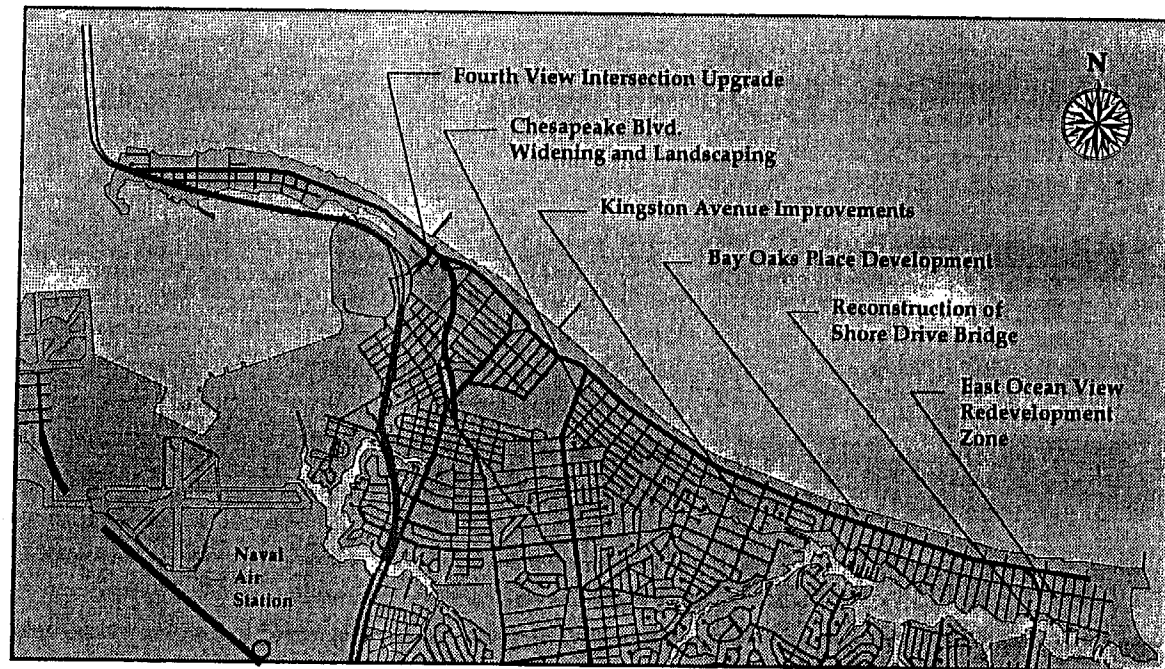 N
Fourth View Intersection Upgrade
Chesapeake Blvd.
Widening and Landscaping
Kingston Avenue Improvements
Bay Oaks Place Development
Reconstruction of
Shore Drive Bridge
East Ocean View
Redevelopment
Zone
Naval
Air
Station